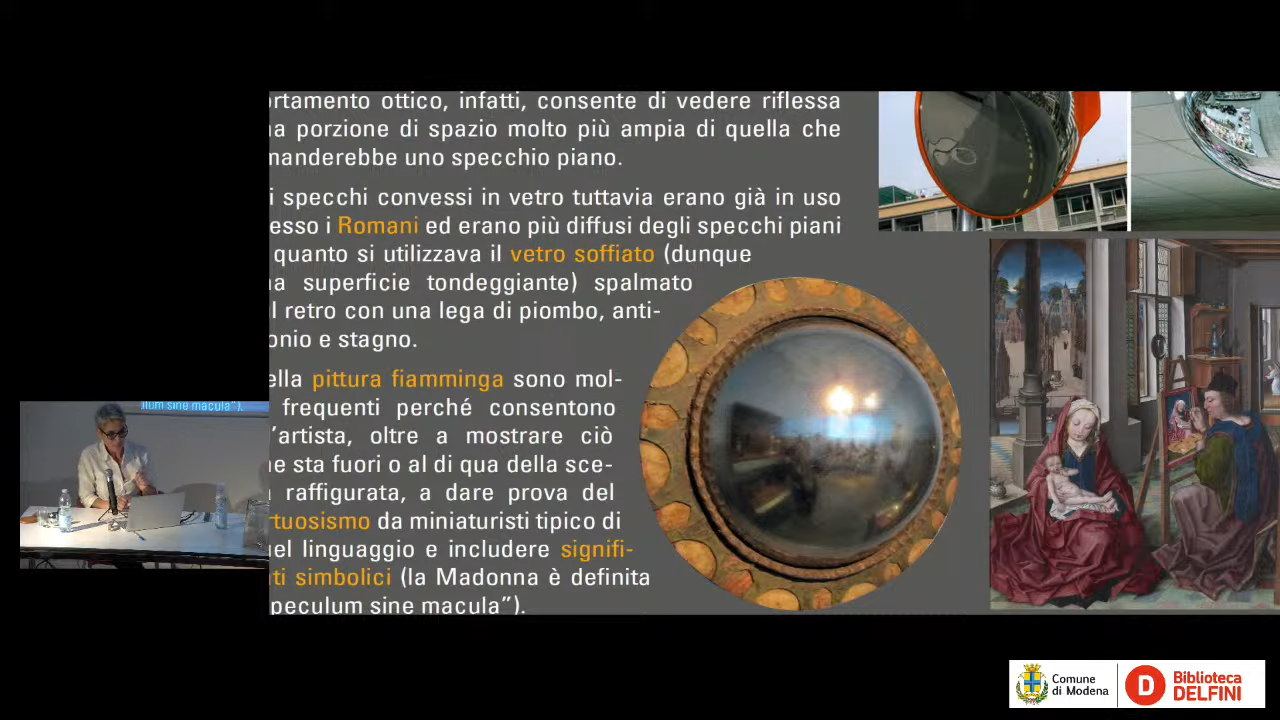 ortamento ottico, infatti, consente di vedere riflessa
a porzione di spazio molto più ampia di quella che
manderebbe uno specchio piano.
i specchi convessi in vetro tuttavia erano già in uso
esso i Romani ed erano più diffusi degli specchi piani
quanto si utilizzava il vetro soffiato (dunque
a superficie tondeggiante) spalmato
l retro con una lega di piombo, anti-
onio e stagno.
ella pittura fiamminga sono mol-
frequenti perché consentono
l'artista, oltre a mostrare ciò
e sta fuori o al di qua della sce-
raffigurata, a dare prova del
rtuosismo da miniaturisti tipico di
uel linguaggio e includere signifi-
ati simbolici (la Madonna è definita
peculum sine macula").
ulum sine macula").
Comune
di Modena
D
Biblioteca
DELFINI